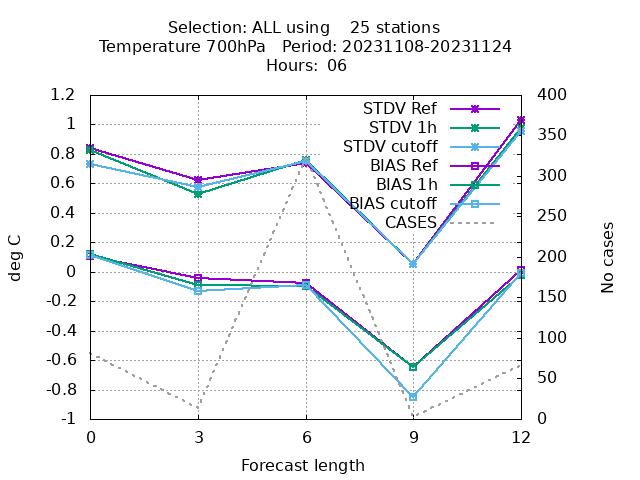 Selection: ALL using    25 stations
Temperature 700hPa   Period: 20231108-20231124
Hours: 06
1.2
1
0.8
0.6
0.4
0.2
0
-0.2
-0.4
-0.6
-0.8
-1
deg C
STDV Ref
STDV 1h
STDV cutoff
BIAS Ref
BIAS 1h
BIAS cutoff
CASES
400
350
300
250
200
150
100
50
0
No cases
0
3
6
9
12
Forecast length